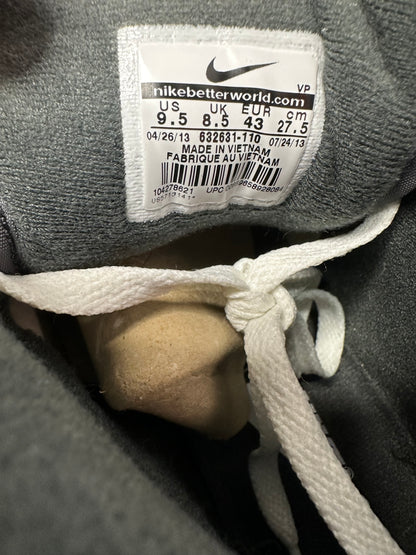 VP
nikebetterworld.com
US UK EUR cm
9.5 8.5 43 27.5
04/26/13 632631-110 07/24/13
MADE IN VIETNAM
FABRIQUE AU VIETNAM
104278621 UPC